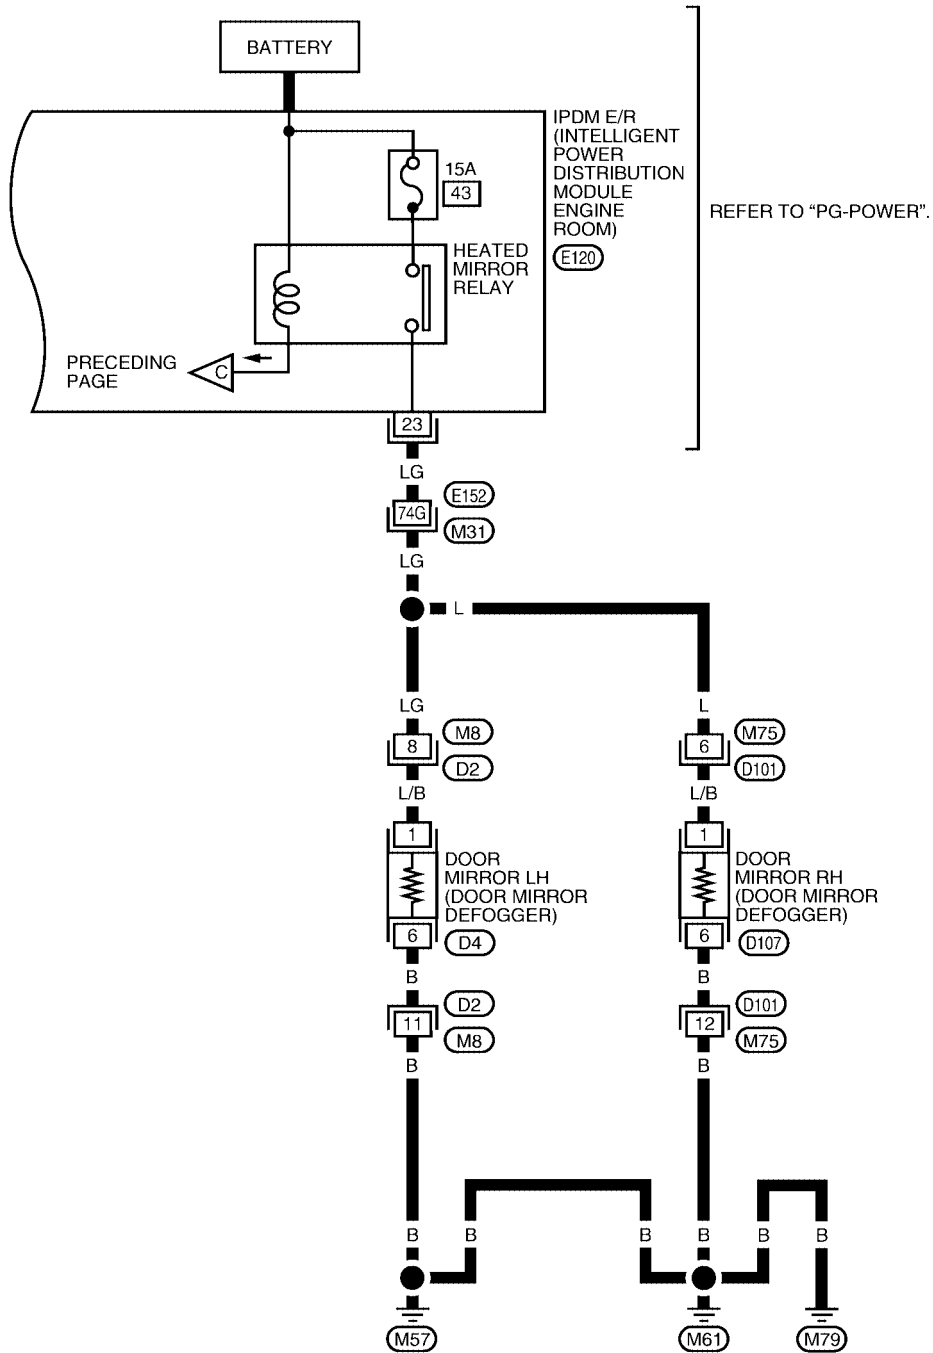 BATTERY
IPDM E/R
(INTELLIGENT
POWER
DISTRIBUTION
MODULE
ENGINE
ROOM)
E120
REFER TO “PG-POWER”.
15A
43
HEATED
MIRROR
RELAY
PRECEDING
PAGE
C
23
LG
74G
E152
M31
LG
L
LG
L
8
M8
D2
6
M75
D101
L/B
L/B
1
1
DOOR
MIRROR LH
(DOOR MIRROR
DEFOGGER)
DOOR
MIRROR RH
(DOOR MIRROR
DEFOGGER)
6
D4
6
D107
B
B
11
D2
M8
12
D101
M75
B
B
B
B
B
B
B
B
M57
M61
M79